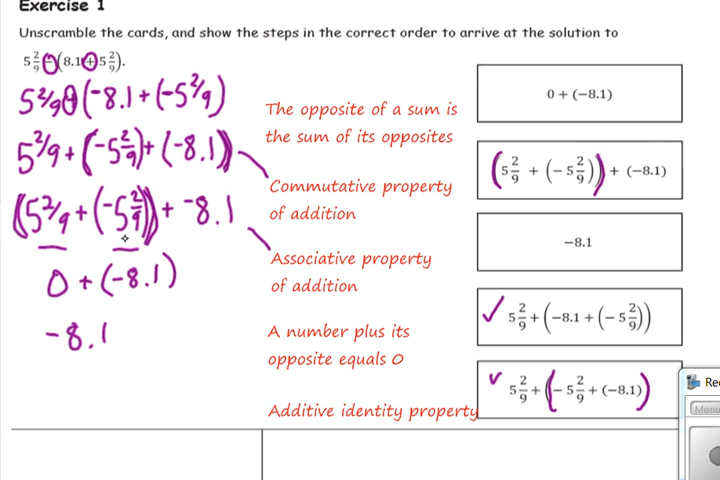 Exercise 1
Unscramble the cards, and show the steps in the correct order to arrive at the solution to
5 2/9 − (8.1 + 5 2/9).
5 2/9 + (-8.1 + (-5 2/9)
5 2/9 + (-5 2/9) + (-8.1))
((5 2/9 + (-5 2/9)) + -8.1
0 + (-8.1)
-8.1
The opposite of a sum is
the sum of its opposites
Commutative property
of addition
Associative property
of addition
A number plus its
opposite equals 0
Additive identity property
0 + (−8.1)
(5 2/9 + (− 5 2/9)) + (−8.1)
−8.1
✓ 5 2/9 + (−8.1 + (− 5 2/9))
✓ 5 2/9 + (− 5 2/9 + (−8.1))
Re
Menu